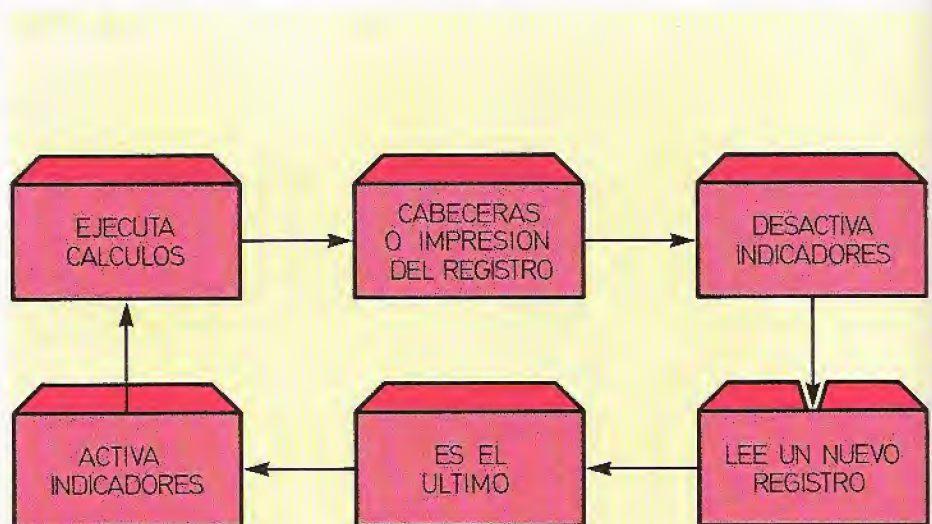 EJECUTA
CALCULOS
CABECERAS
O IMPRESION
DEL REGISTRO
DESACTIVA
INDICADORES
ACTIVA
INDICADORES
ES EL
ULTIMO
LEE UN NUEVO
REGISTRO